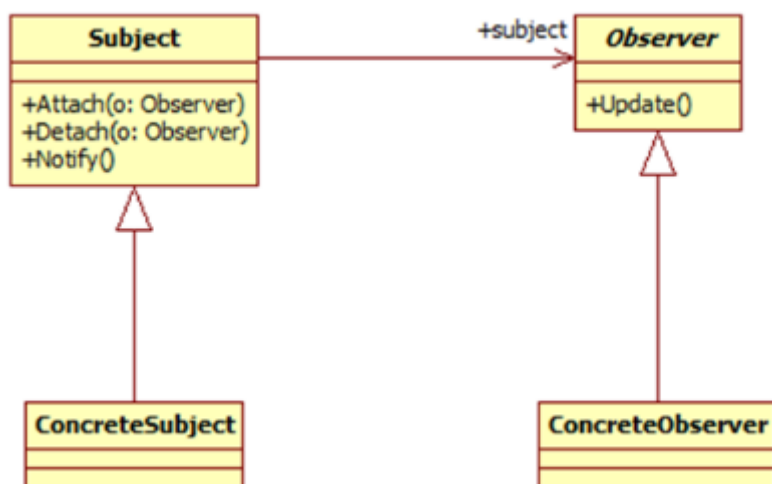 Subject
+subject
Observer
+Attach(o: Observer)
+Detach(o: Observer)
+Notify()
+Update()
ConcreteSubject
ConcreteObserver